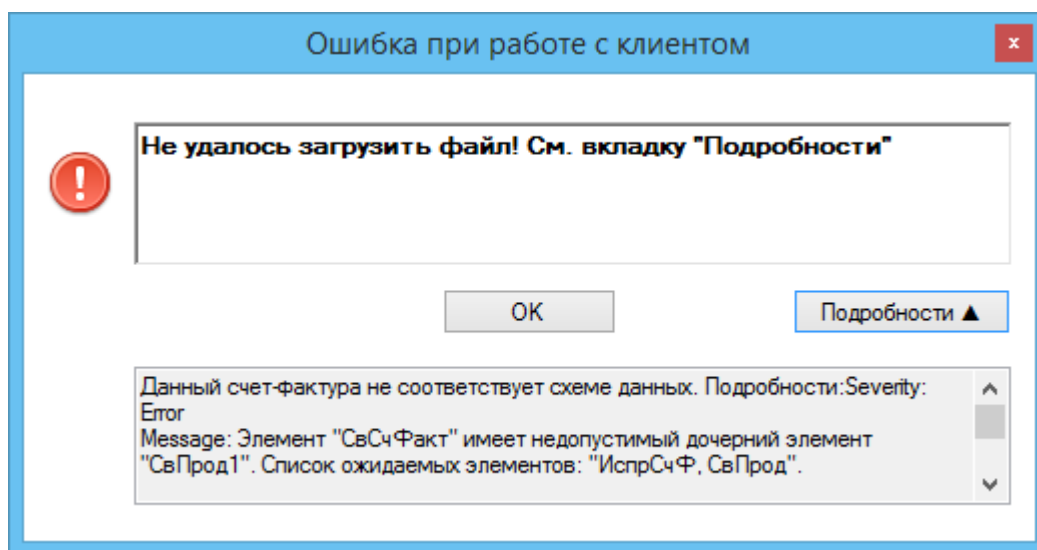 Ошибка при работе с клиентом
x
Не удалось загрузить файл! См. вкладку "Подробности"
OK
Подробности ▲
Данный счет-фактура не соответствует схеме данных. Подробности:Severity:
Error
Message: Элемент "СвСчФакт" имеет недопустимый дочерний элемент
"СвПрод1". Список ожидаемых элементов: "ИспрСчФ, СвПрод".